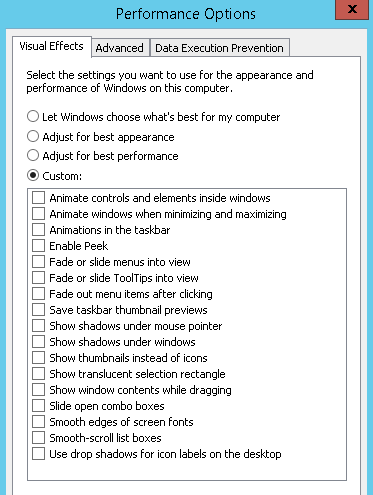 Performance Options
x
Visual Effects
Advanced
Data Execution Prevention
Select the settings you want to use for the appearance and
performance of Windows on this computer.
Let Windows choose what's best for my computer
Adjust for best appearance
Adjust for best performance
Custom:
Animate controls and elements inside windows
Animate windows when minimizing and maximizing
Animations in the taskbar
Enable Peek
Fade or slide menus into view
Fade or slide ToolTips into view
Fade out menu items after clicking
Save taskbar thumbnail previews
Show shadows under mouse pointer
Show shadows under windows
Show thumbnails instead of icons
Show translucent selection rectangle
Show window contents while dragging
Slide open combo boxes
Smooth edges of screen fonts
Smooth-scroll list boxes
Use drop shadows for icon labels on the desktop